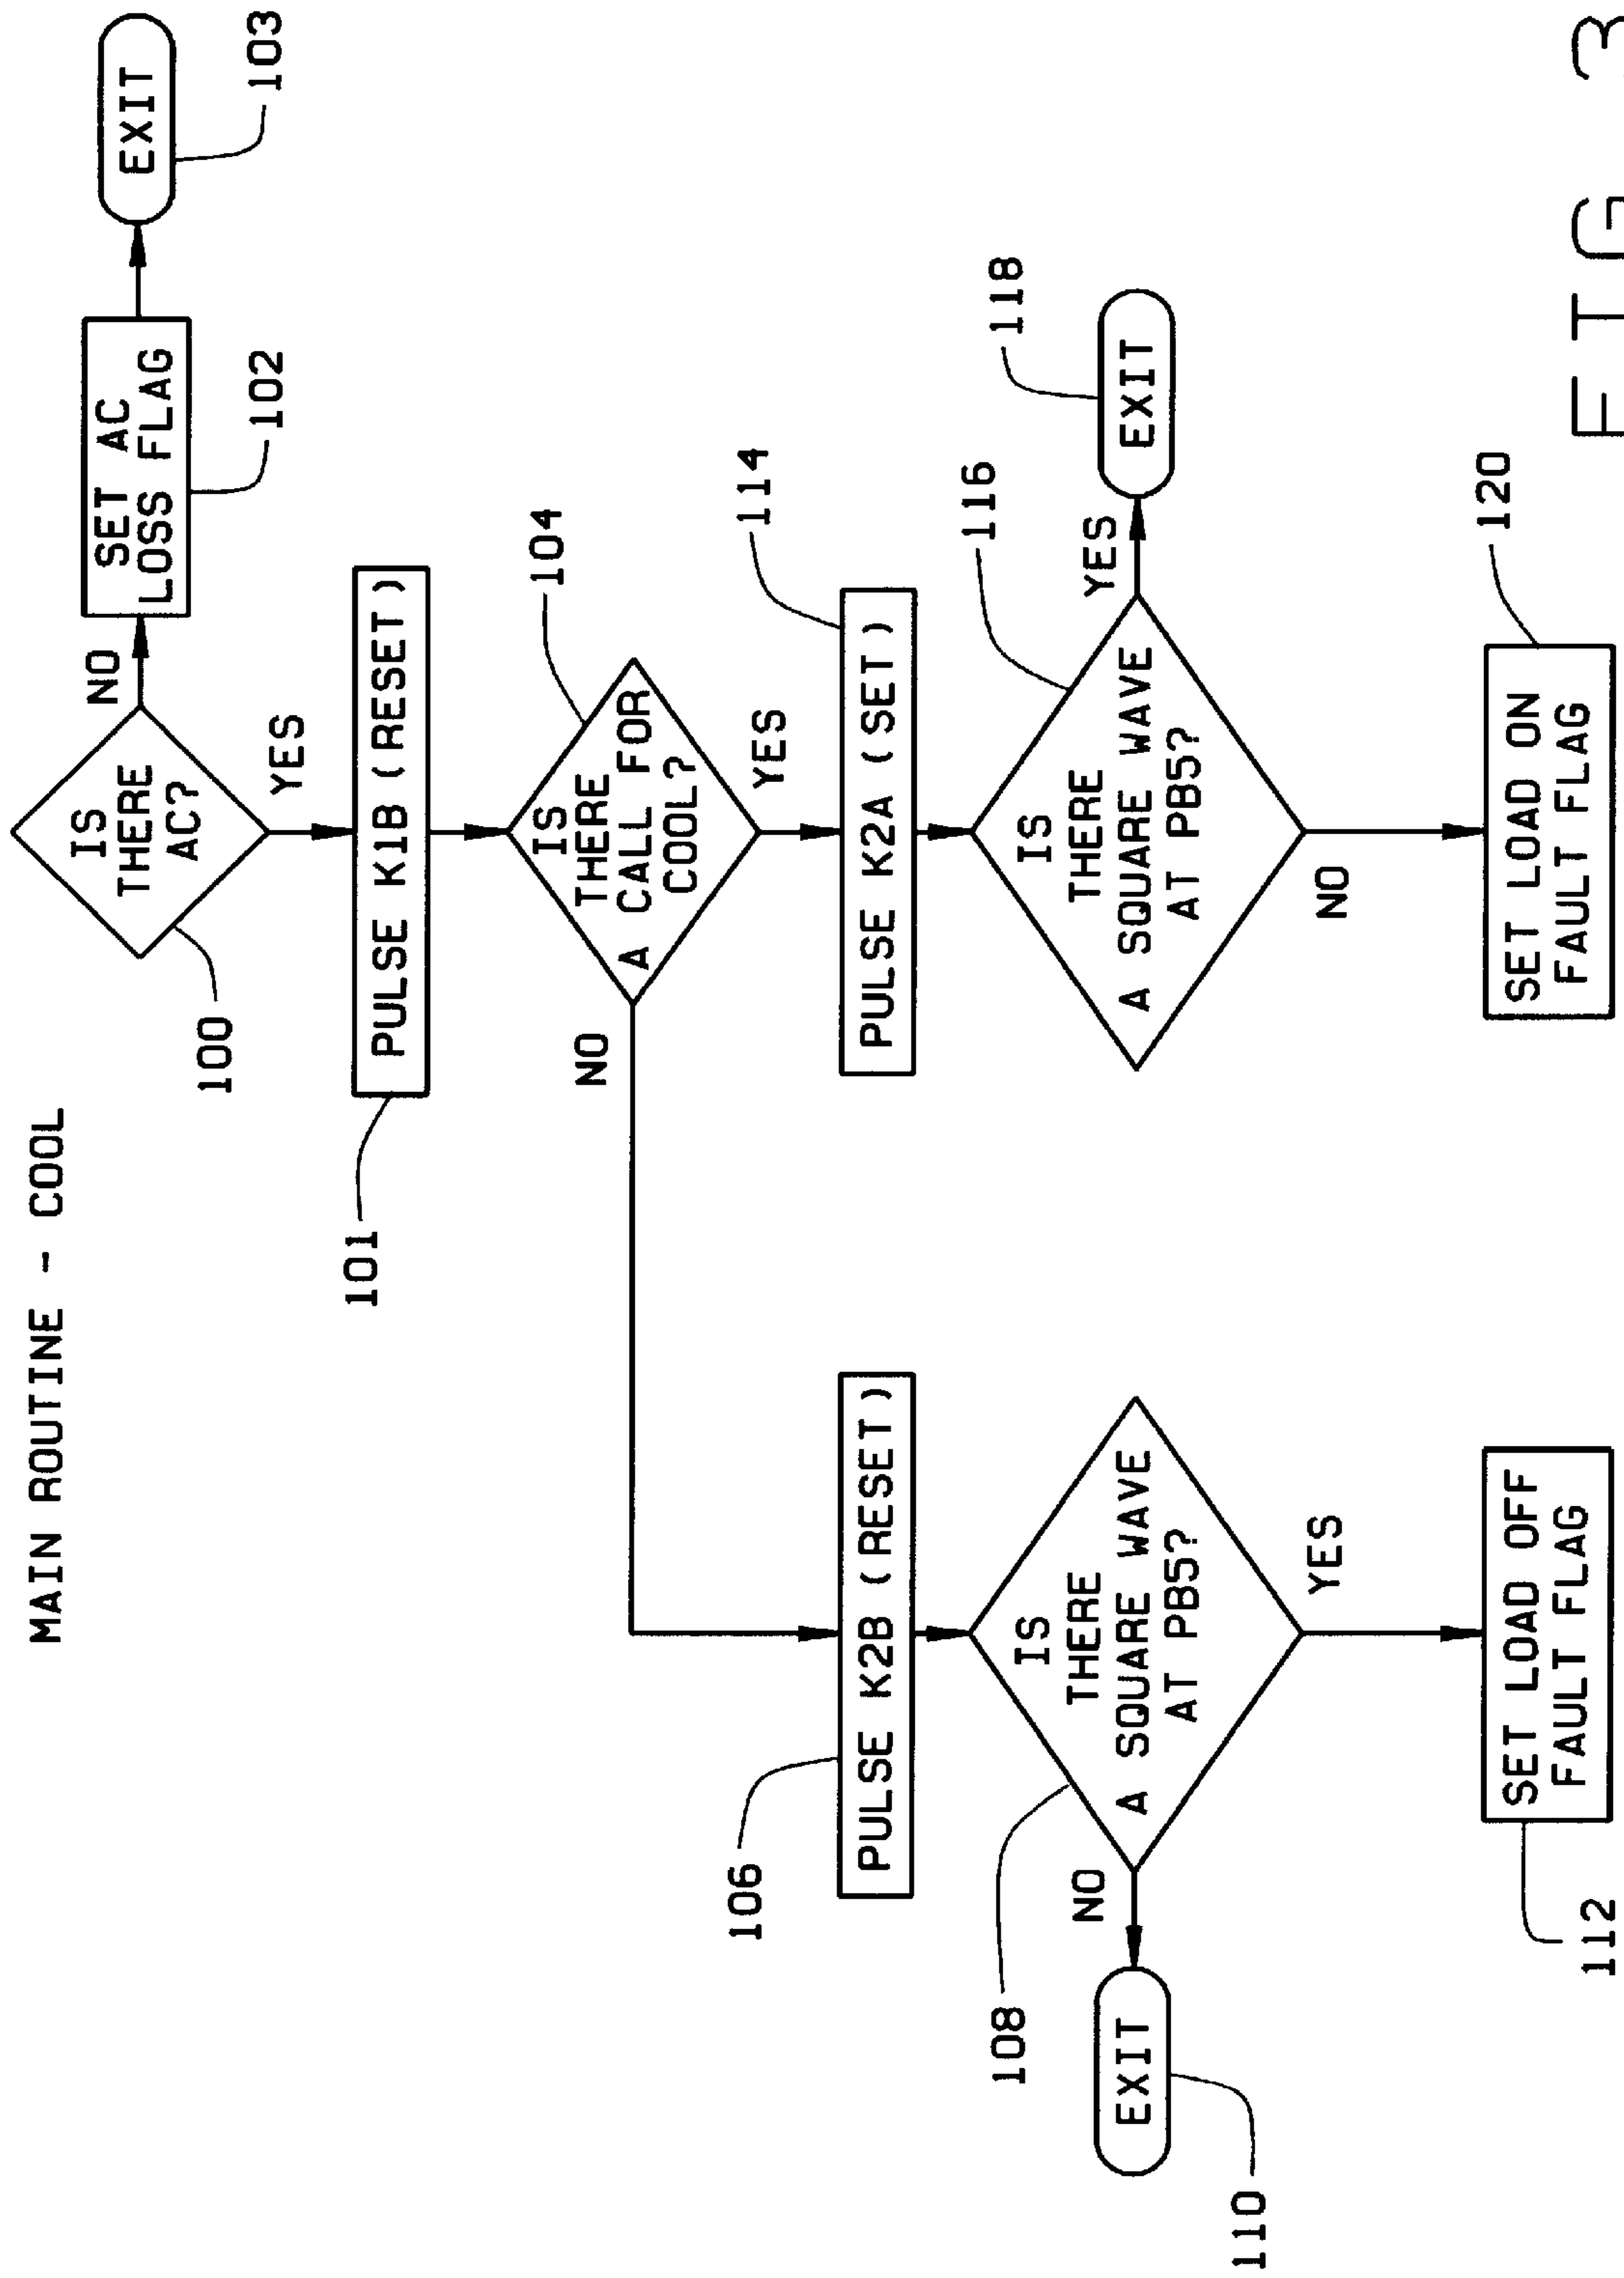 MAIN ROUTINE - COOL
IS
THERE
AC?
100
NO
SET AC
LOSS FLAG
102
EXIT
103
YES
PULSE K1B (RESET)
101
IS
THERE
A CALL FOR
COOL?
104
NO
YES
PULSE K2B (RESET)
106
PULSE K2A (SET)
114
IS
THERE
A SQUARE WAVE
AT PB5?
108
NO
EXIT
110
YES
SET LOAD OFF
FAULT FLAG
112
IS
THERE
A SQUARE WAVE
AT PB5?
116
YES
EXIT
118
NO
SET LOAD ON
FAULT FLAG
120
FIG 3